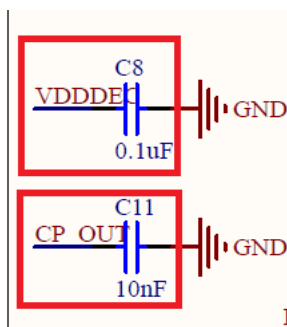 C8
VDDDEC
GND
0.1uF
C11
CP_OUT
GND
10nF